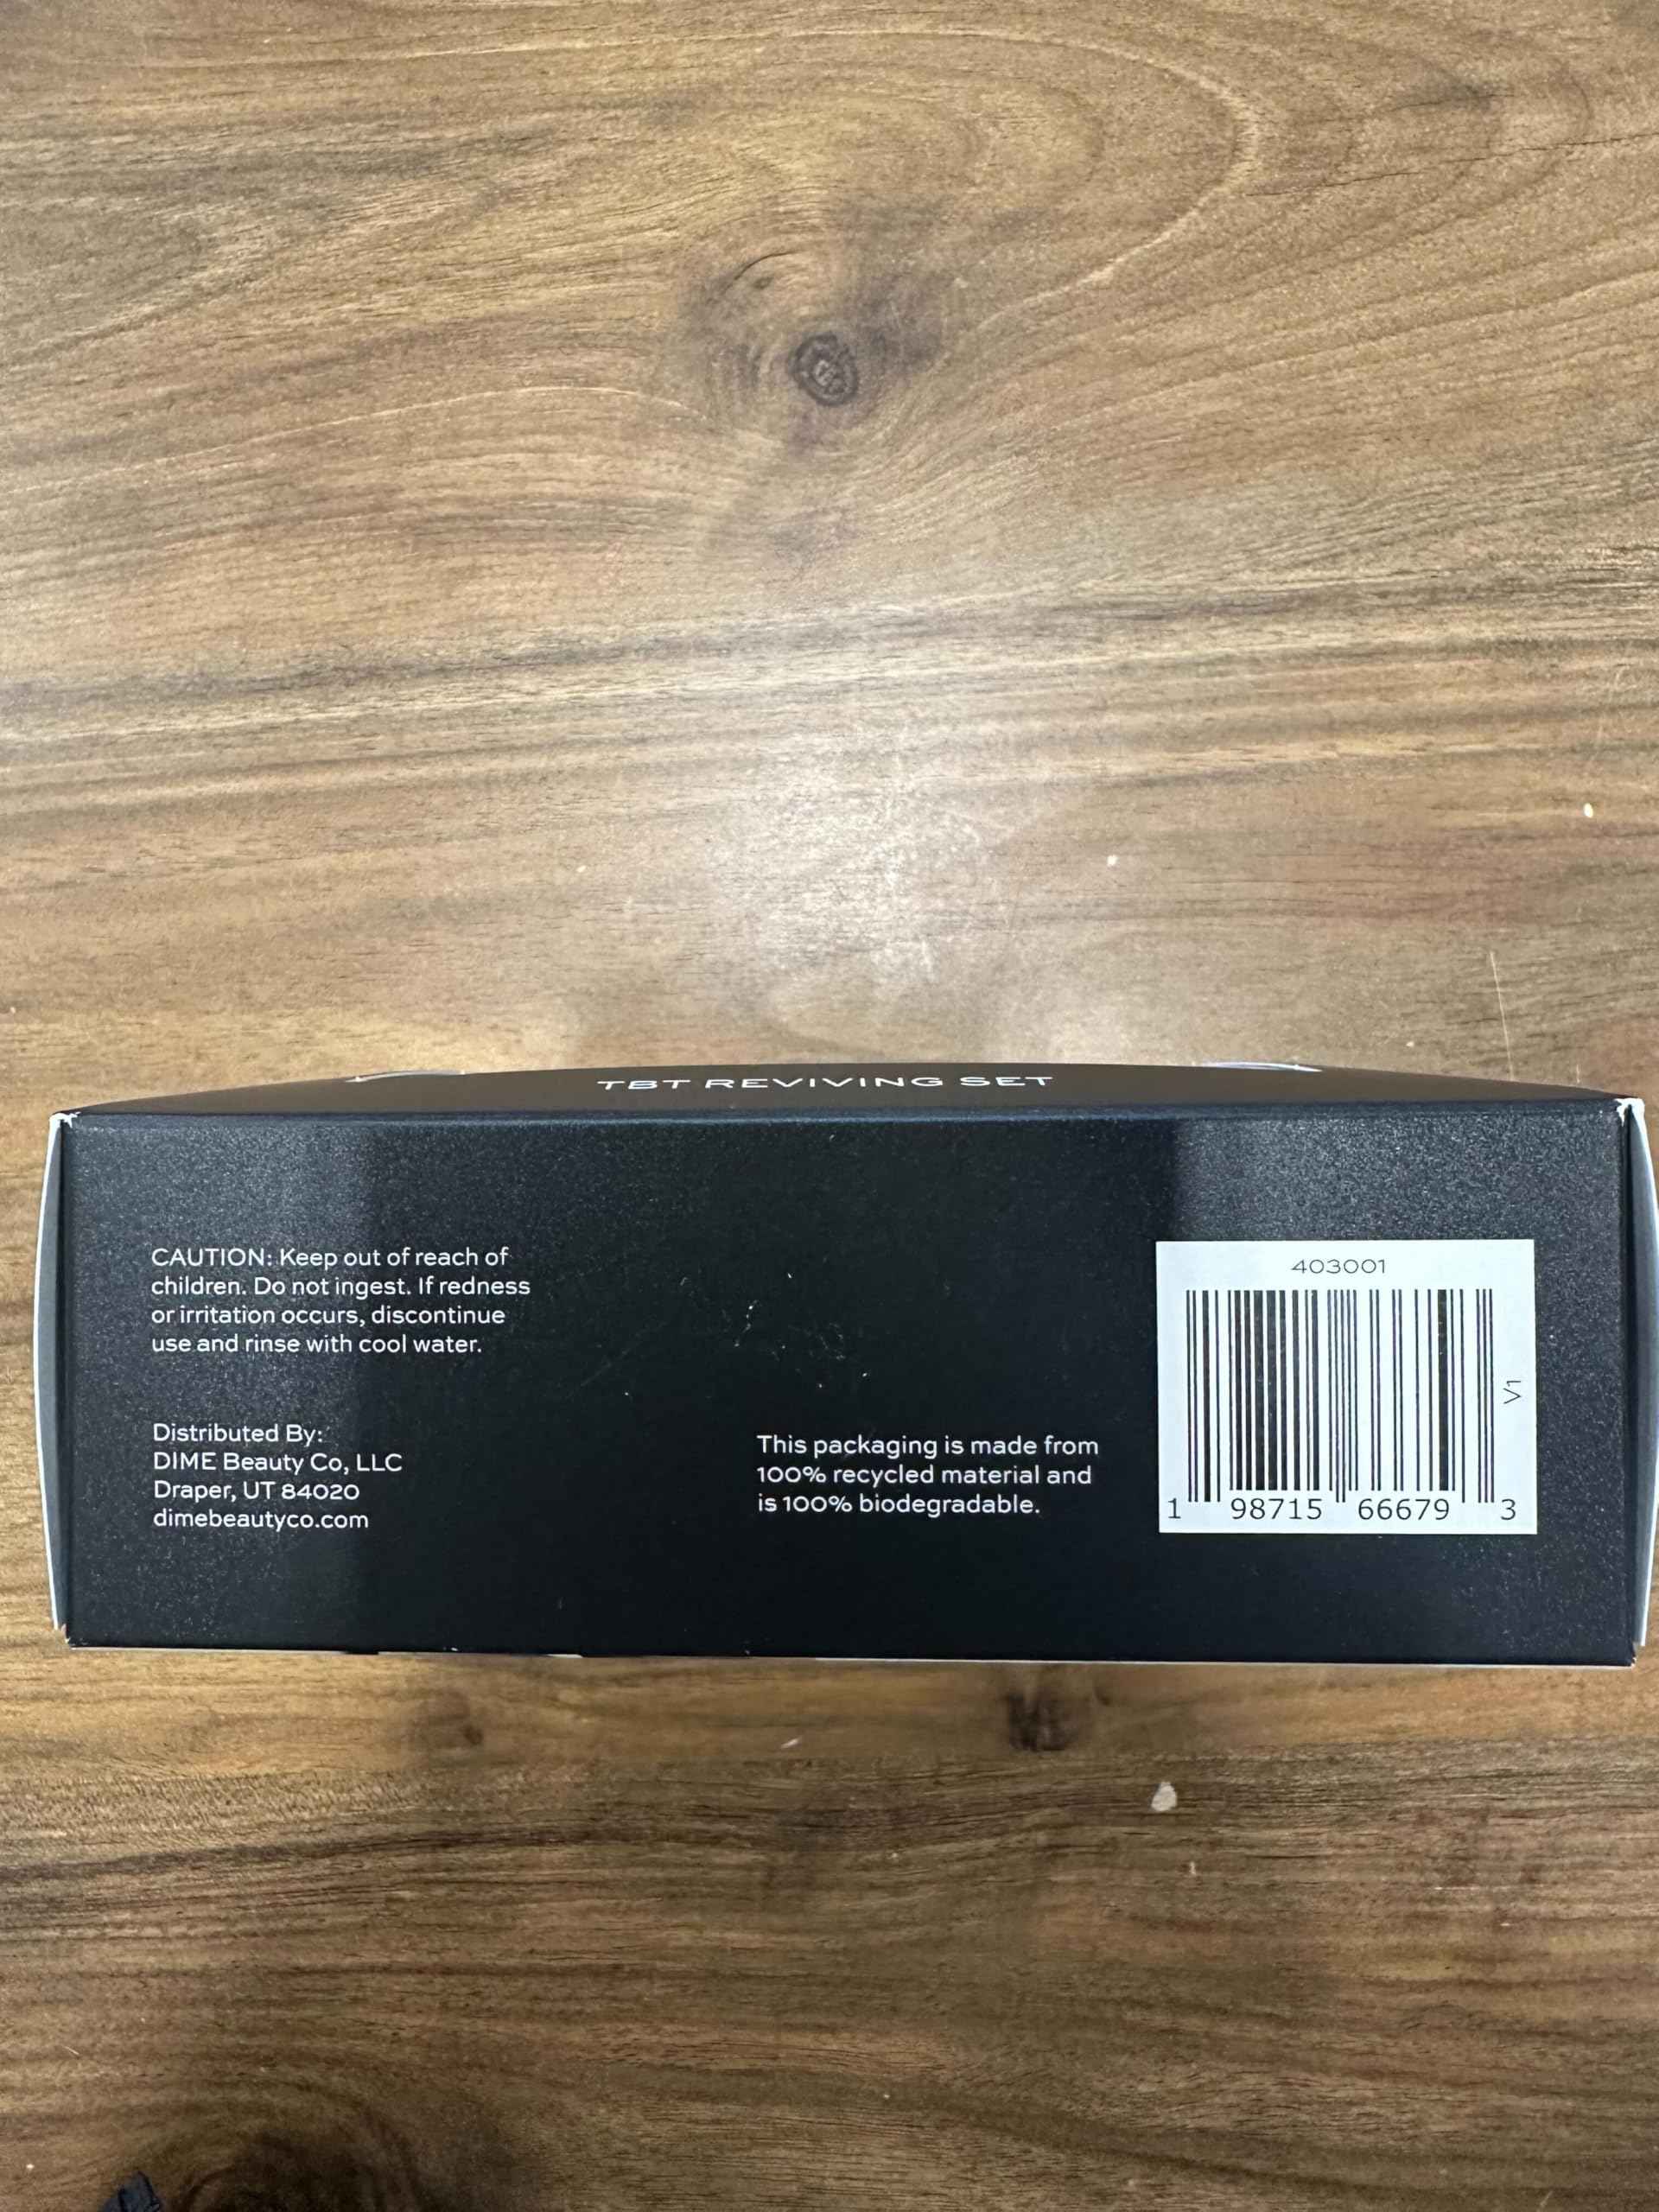 TBT REVIVING SET
CAUTION: Keep out of reach of
children. Do not ingest. If redness
or irritation occurs, discontinue
use and rinse with cool water.
Distributed By:
DIME Beauty Co, LLC
Draper, UT 84020
dimebeautyco.com
This packaging is made from
100% recycled material and
is 100% biodegradable.
403001
V1
1 98715 66679 3